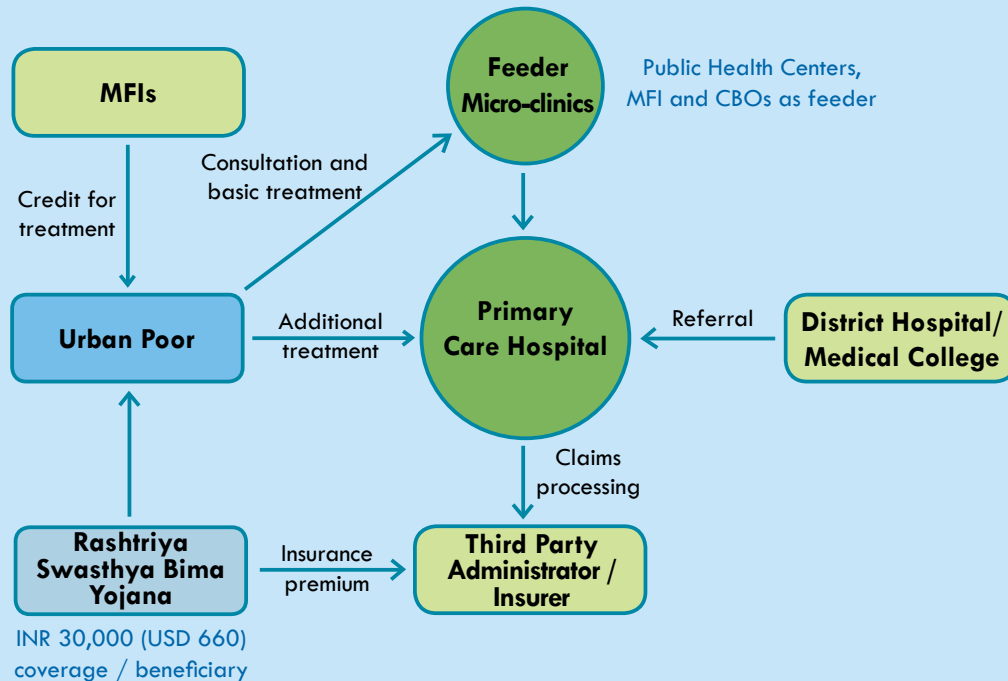 MFIs
Feeder
Micro-clinics
Public Health Centers,
MFI and CBOs as feeder
Credit for
treatment
Consultation and
basic treatment
Urban Poor
Additional
treatment
Primary
Care Hospital
Referral
District Hospital/
Medical College
Claims
processing
Rashtriya
Swasthya Bima
Yojana
Insurance
premium
Third Party
Administrator /
Insurer
INR 30,000 (USD 660)
coverage / beneficiary